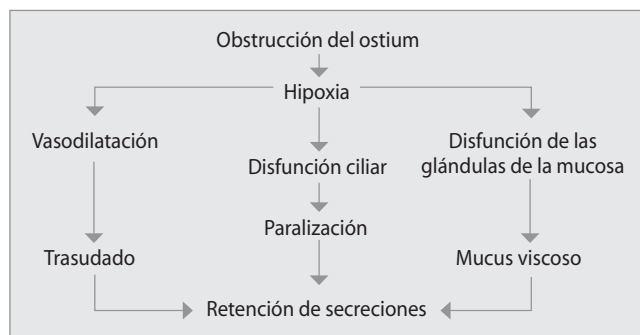 Obstrucción del ostium
Hipoxia
Vasodilatación
Disfunción ciliar
Disfunción de las
glándulas de la mucosa
Paralización
Trasudado
Mucus viscoso
Retención de secreciones